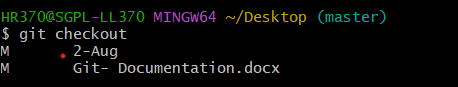 HR370@SGPL-LL370 MINGW64 ~/Desktop (master)
$ git checkout
M 2-Aug
M Git- Documentation.docx